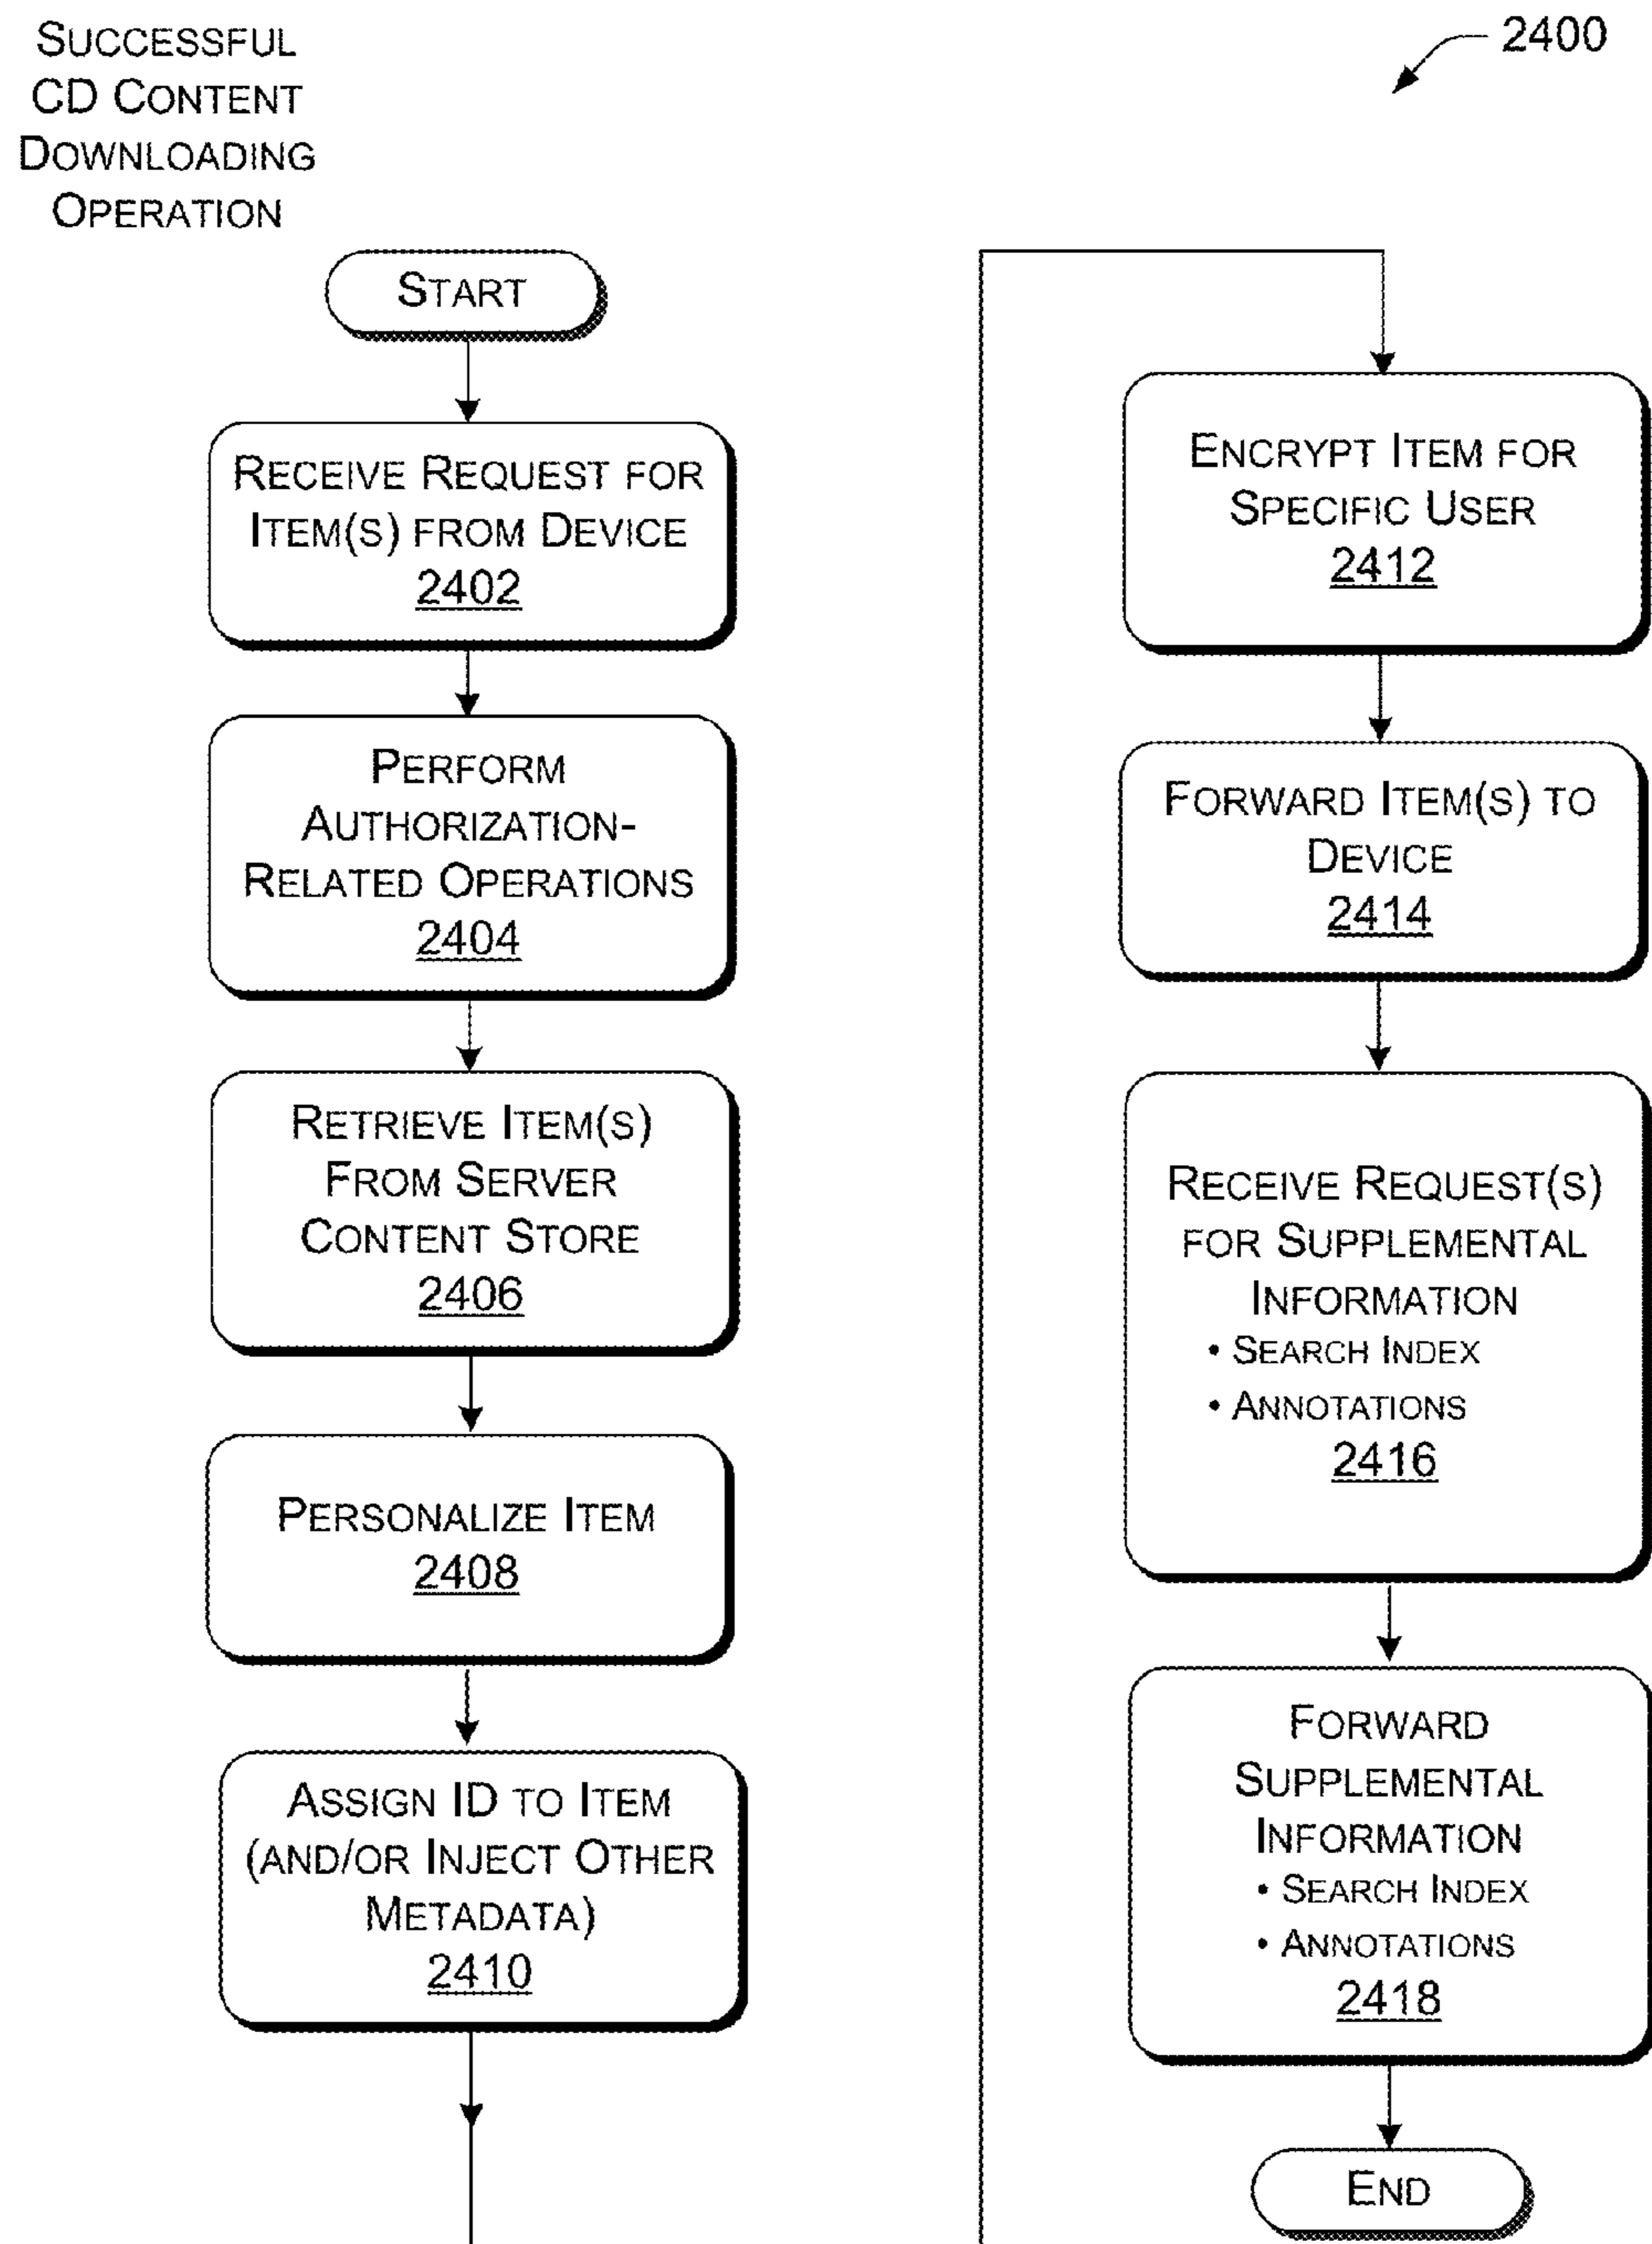 SUCCESSFUL
CD CONTENT
DOWNLOADING
OPERATION
2400
START
RECEIVE REQUEST FOR
ITEM(S) FROM DEVICE
2402
PERFORM
AUTHORIZATION-
RELATED OPERATIONS
2404
RETRIEVE ITEM(S)
FROM SERVER
CONTENT STORE
2406
PERSONALIZE ITEM
2408
ASSIGN ID TO ITEM
(AND/OR INJECT OTHER
METADATA)
2410
ENCRYPT ITEM FOR
SPECIFIC USER
2412
FORWARD ITEM(S) TO
DEVICE
2414
RECEIVE REQUEST(S)
FOR SUPPLEMENTAL
INFORMATION
• SEARCH INDEX
• ANNOTATIONS
2416
FORWARD
SUPPLEMENTAL
INFORMATION
• SEARCH INDEX
• ANNOTATIONS
2418
END